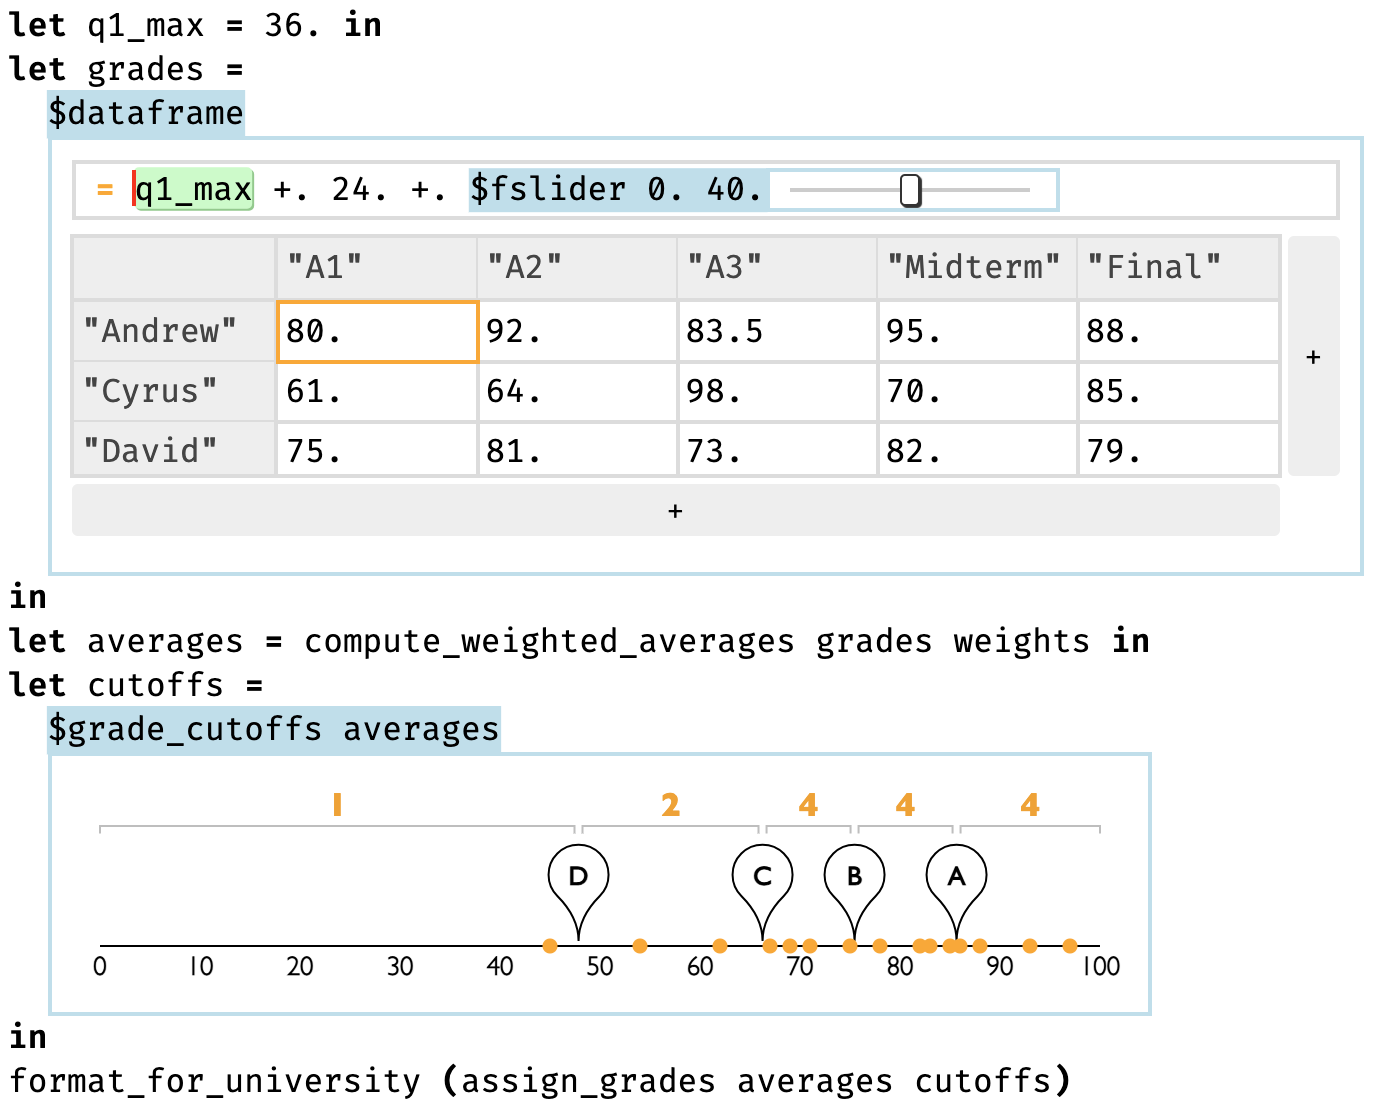 let q1_max = 36. in
let grades =
$dataframe
= q1_max +. 24. +. $fslider 0. 40.
"A1" "A2" "A3" "Midterm" "Final"
"Andrew" 80. 92. 83.5 95. 88.
"Cyrus" 61. 64. 98. 70. 85.
"David" 75. 81. 73. 82. 79.
+
+
in
let averages = compute_weighted_averages grades weights in
let cutoffs =
$grade_cutoffs averages
1 2 4 4 4
D C B A
0 10 20 30 40 50 60 70 80 90 100
in
format_for_university (assign_grades averages cutoffs)